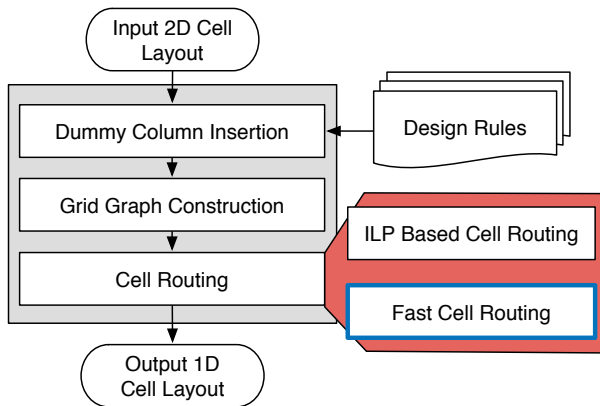 Input 2D Cell
Layout
Dummy Column Insertion
Design Rules
Grid Graph Construction
ILP Based Cell Routing
Cell Routing
Fast Cell Routing
Output 1D
Cell Layout